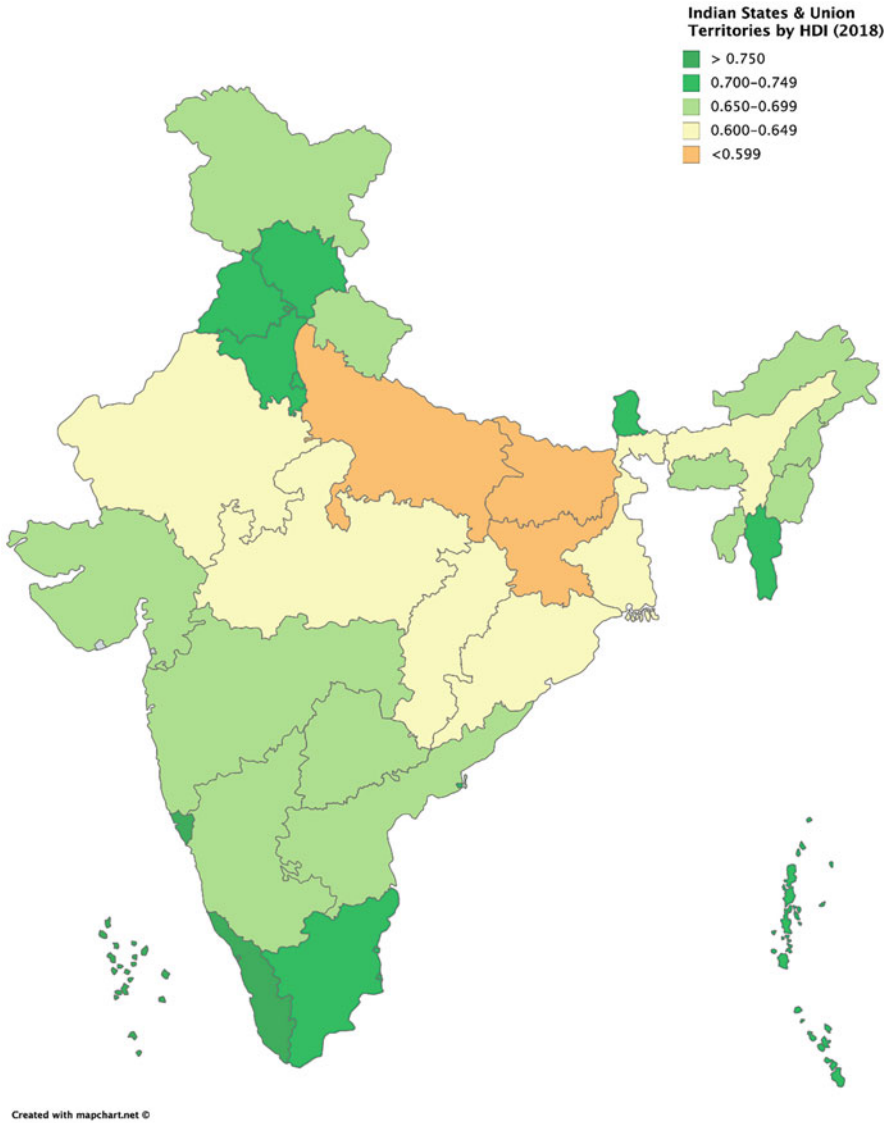 Indian States & Union
Territories by HDI (2018)
> 0.750
0.700–0.749
0.650–0.699
0.600–0.649
<0.599
Created with mapchart.net ©